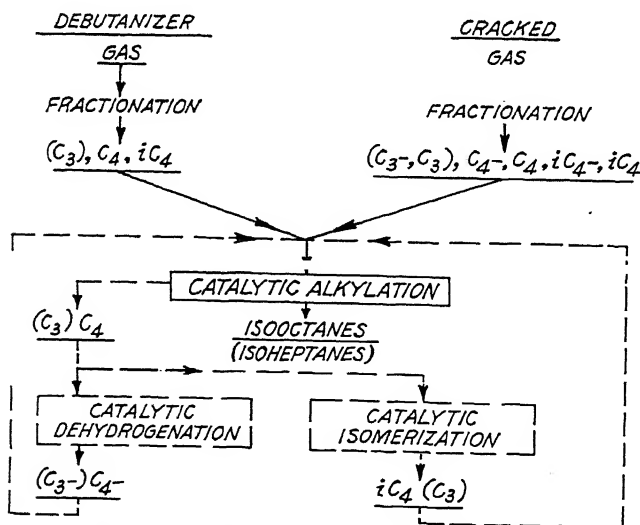 DEBUTANIZER
GAS
FRACTIONATION
(C3), C4, iC4
CRACKED
GAS
FRACTIONATION
(C3-, C3), C4-, C4, iC4-, iC4
CATALYTIC ALKYLATION
ISOOCTANES
(ISOHEPTANES)
(C3) C4
CATALYTIC
DEHYDROGENATION
CATALYTIC
ISOMERIZATION
(C3-) C4-
iC4 (C3)